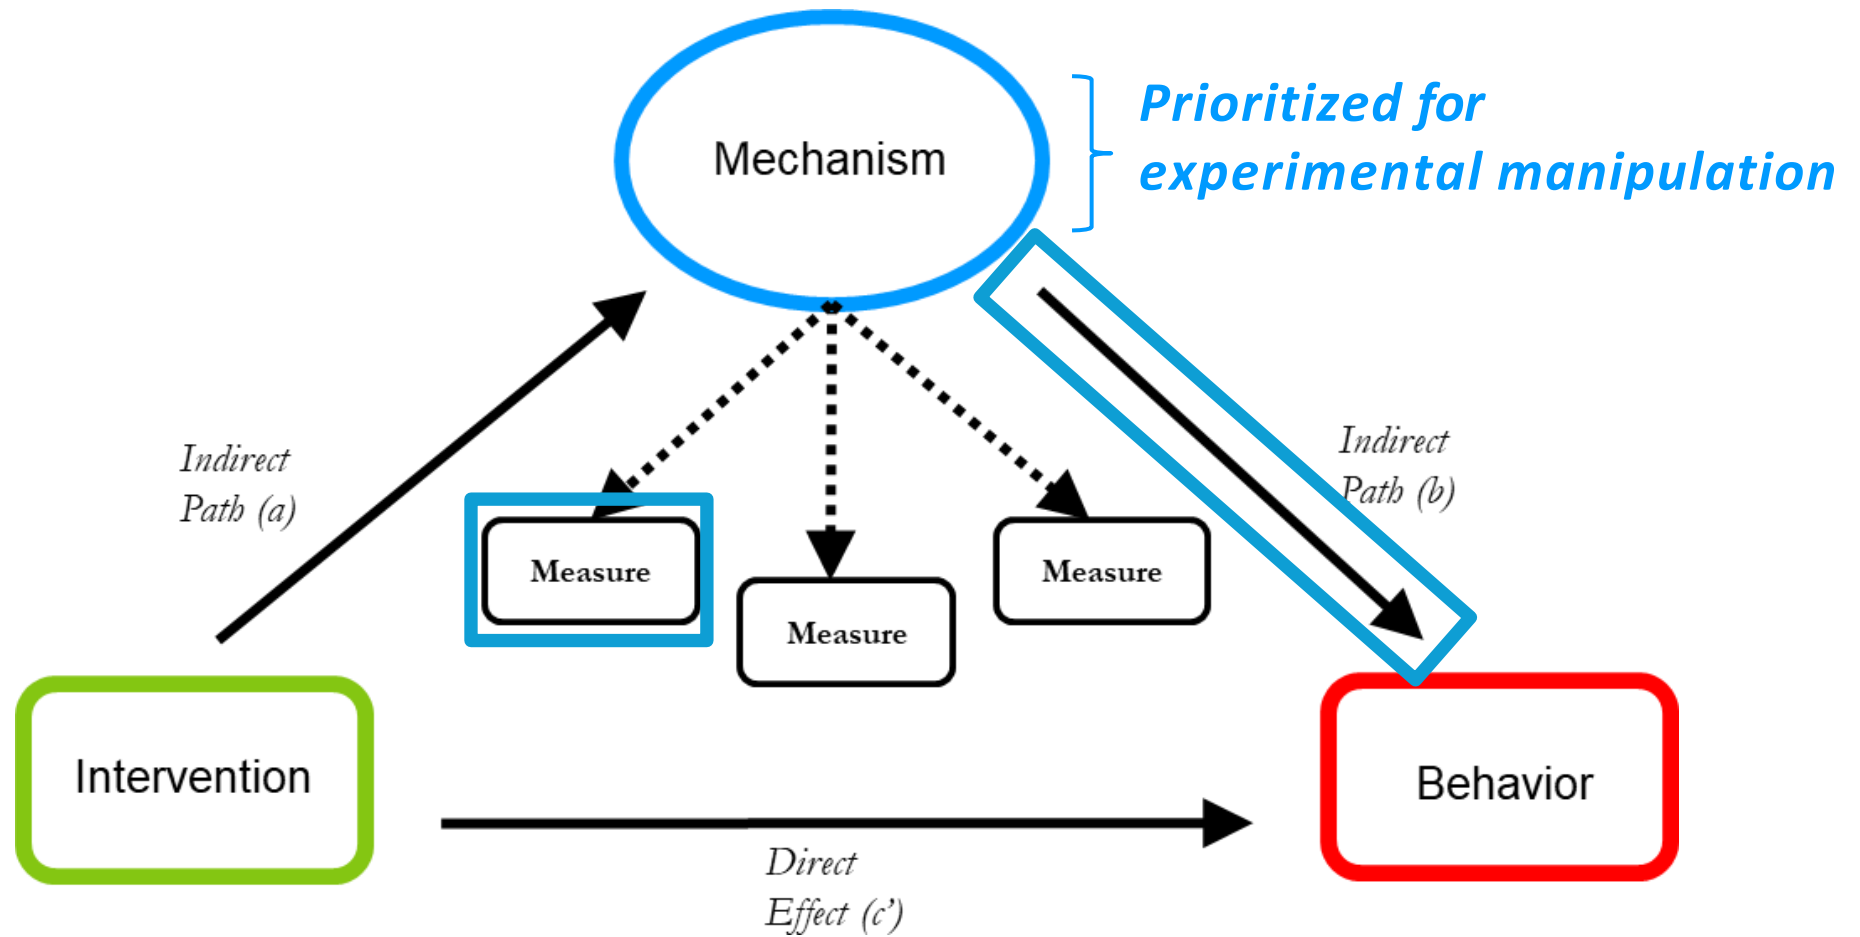 Prioritized for
experimental manipulation
Mechanism
Indirect
Path (a)
Indirect
Path (b)
Measure
Measure
Measure
Intervention
Behavior
Direct
Effect (c’)